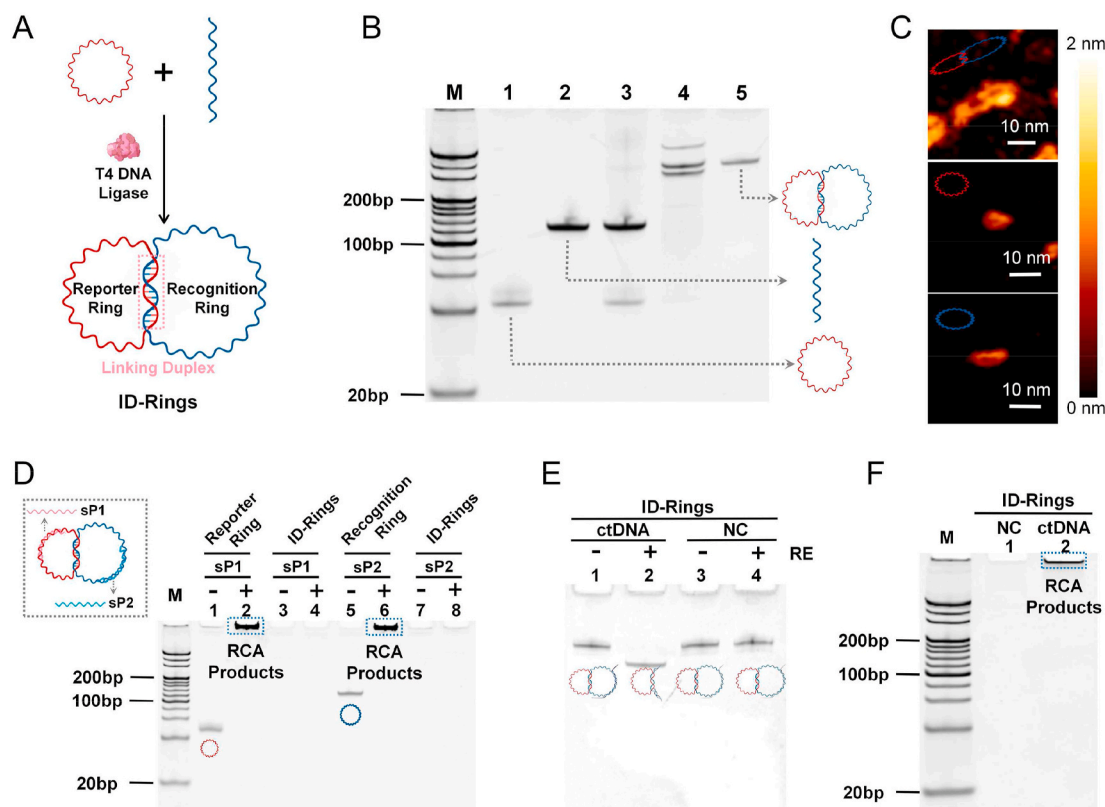 A
+
T4 DNA
Ligase
Reporter
Ring
Recognition
Ring
Linking Duplex
ID-Rings
B
M 1 2 3 4 5
200bp
100bp
20bp
C
2 nm
10 nm
10 nm
10 nm
0 nm
D
sP1
sP2
Reporter
Ring
ID-Rings
Recognition
Ring
ID-Rings
sP1 sP1 sP2 sP2
M - + - + - + - +
1 2 3 4 5 6 7 8
RCA
Products
RCA
Products
200bp
100bp
20bp
E
ID-Rings
ctDNA NC
- + - + RE
1 2 3 4
F
ID-Rings
M NC ctDNA
1 2
RCA
Products
200bp
100bp
20bp